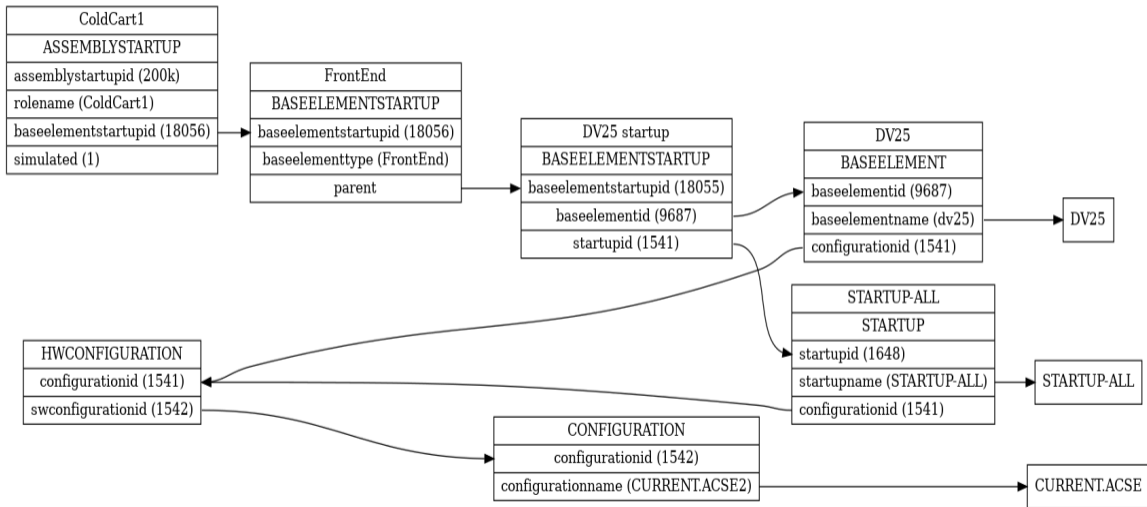 ColdCart1
ASSEMBLYSTARTUP
assemblystartupid (200k)
rolename (ColdCart1)
baseelementstartupid (18056)
simulated (1)
FrontEnd
BASEELEMENTSTARTUP
baseelementstartupid (18056)
baseelementtype (FrontEnd)
parent
DV25 startup
BASEELEMENTSTARTUP
baseelementstartupid (18055)
baseelementid (9687)
startupid (1541)
DV25
BASEELEMENT
baseelementid (9687)
baseelementname (dv25)
configurationid (1541)
DV25
STARTUP-ALL
STARTUP
startupid (1648)
startupname (STARTUP-ALL)
configurationid (1541)
STARTUP-ALL
HWCONFIGURATION
configurationid (1541)
swconfigurationid (1542)
CONFIGURATION
configurationid (1542)
configurationname (CURRENT.ACSE2)
CURRENT.ACSE